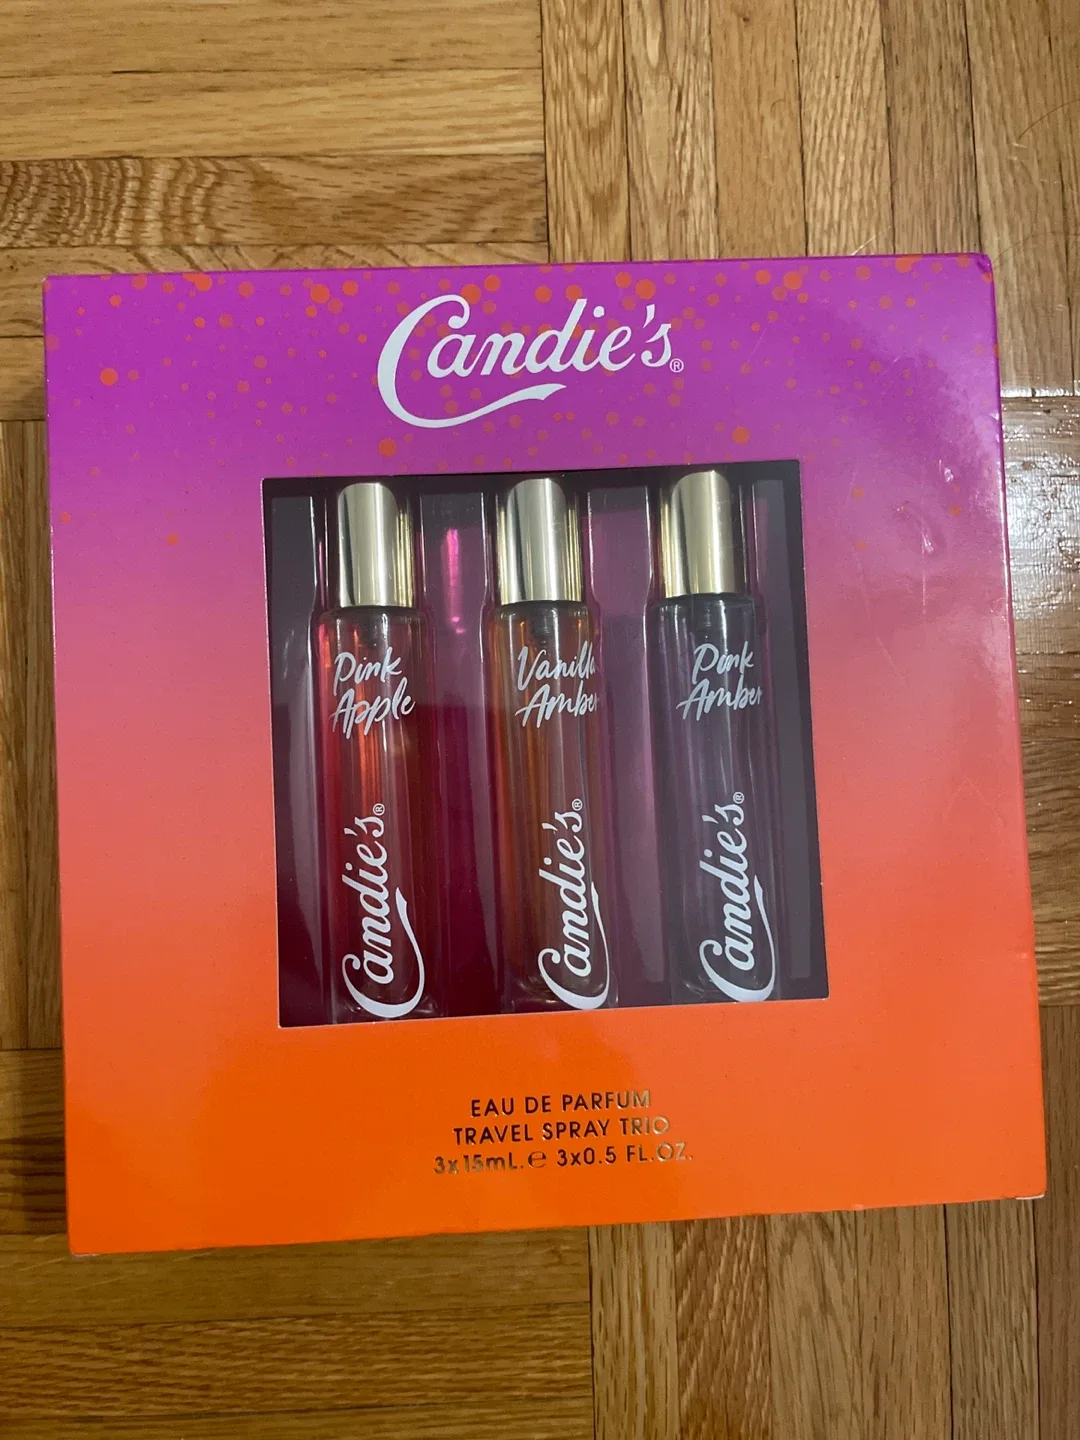 Candie's®
Pink
Apple
Candie's®
Vanilla
Amber
Candie's®
Pink
Amber
Candie's®
EAU DE PARFUM
TRAVEL SPRAY TRIO
3x15mL.℮ 3x0.5 FL.OZ.